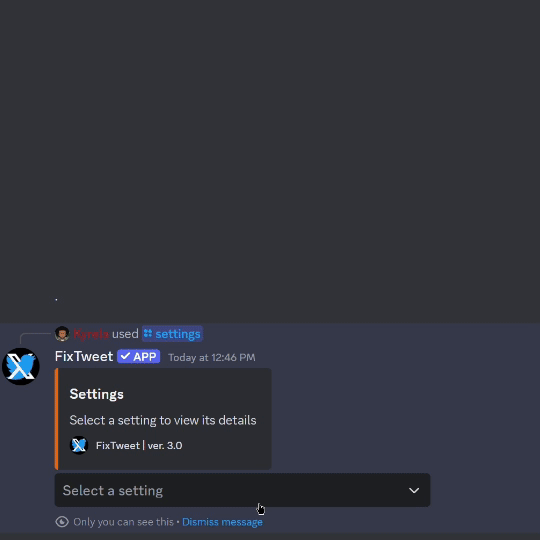 Kyrela used settings
FixTweet ✓ APP Today at 12:46 PM
Settings
Select a setting to view its details
FixTweet | ver. 3.0
Select a setting
Only you can see this • Dismiss message